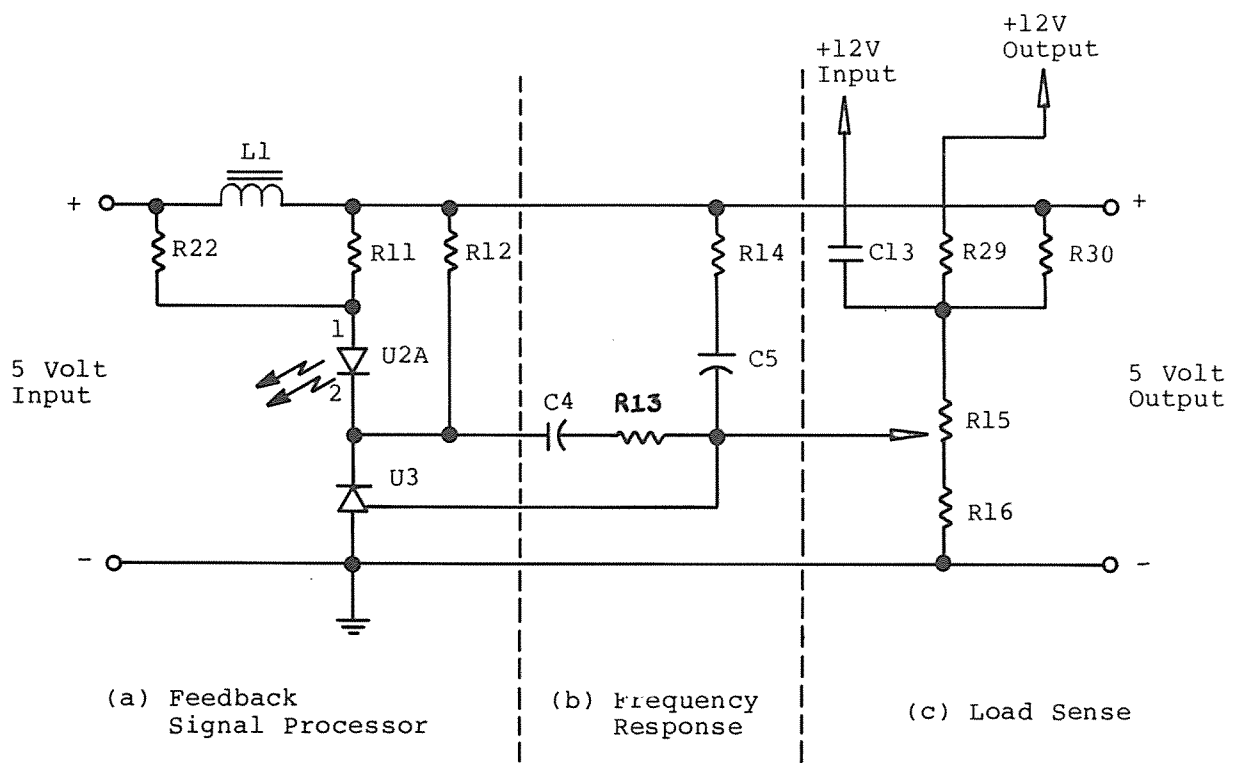 +12V
Output
+12V
Input
L1
+
+
R22
R11
R12
R14
C13
R29
R30
1
U2A
2
5 Volt
Input
C5
5 Volt
Output
C4
R13
R15
U3
R16
-
-
(a) Feedback
Signal Processor
(b) Frequency
Response
(c) Load Sense